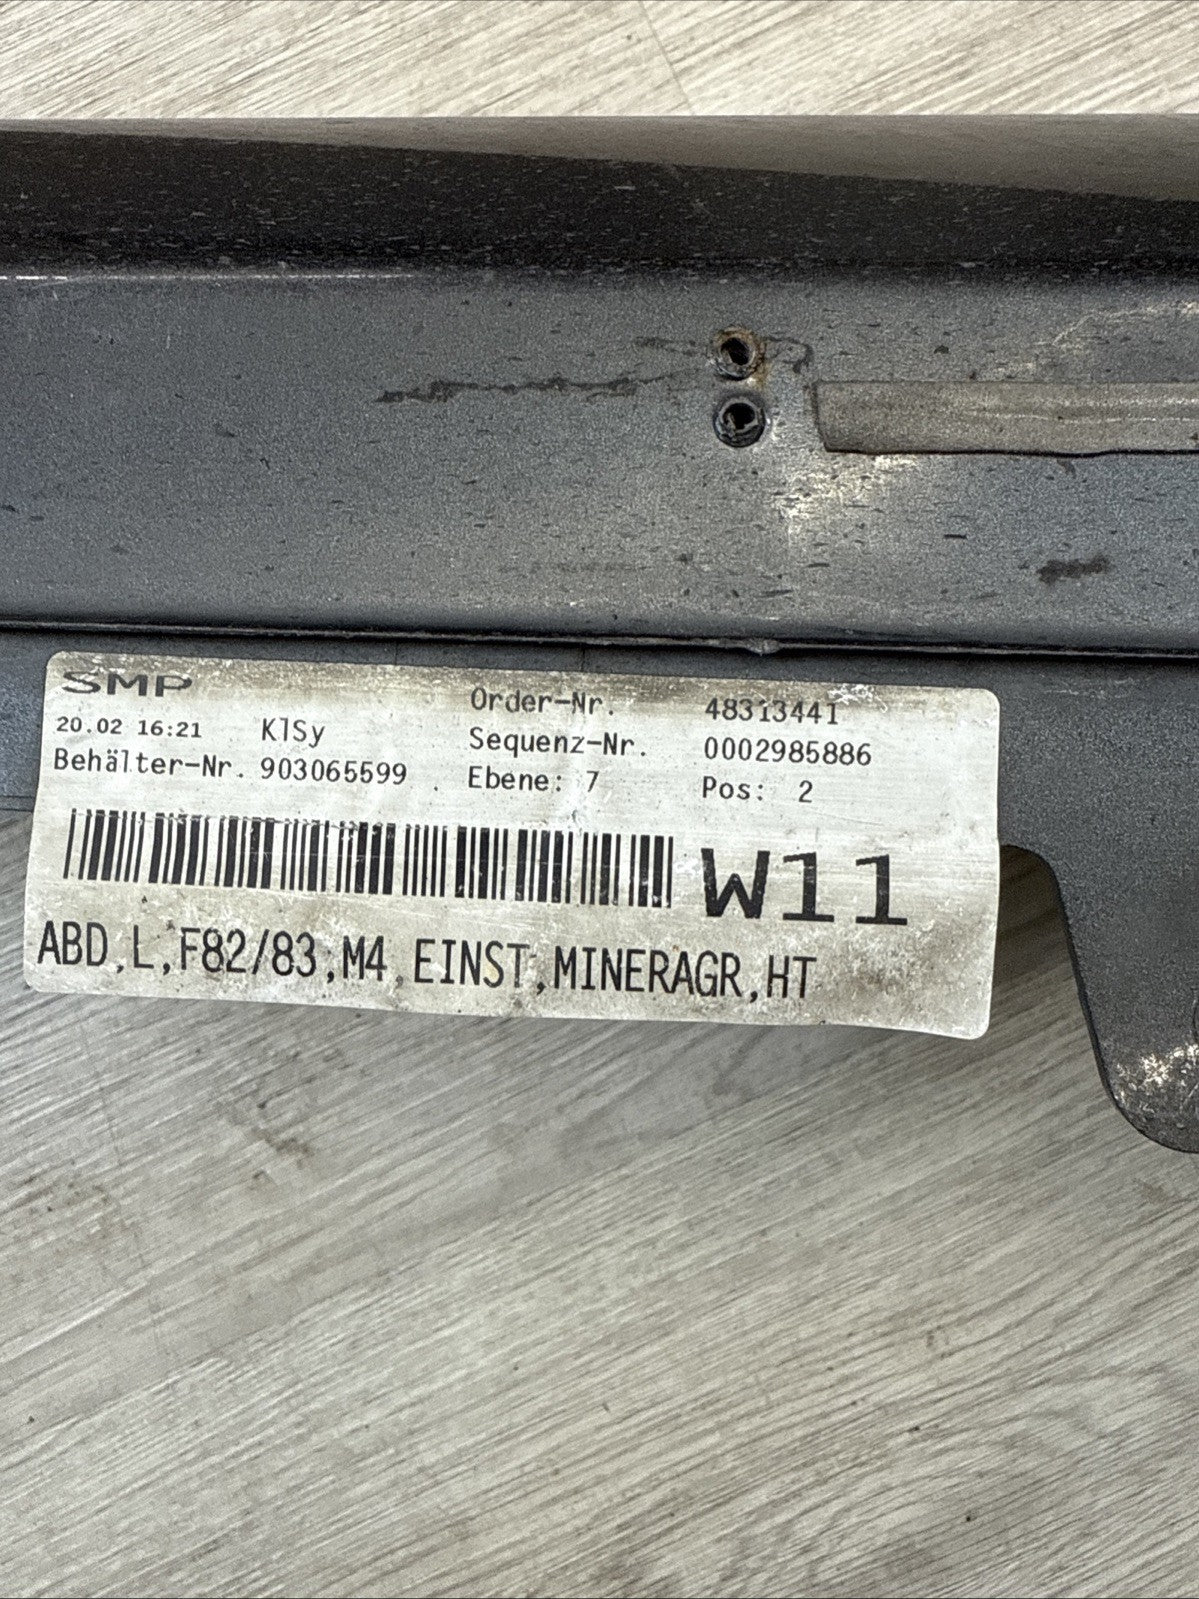 SMP
Order-Nr. 48313441
20.02 16:21 KlSy
Sequenz-Nr. 0002985886
Behälter-Nr. 903065599
Ebene: 7 Pos: 2
W11
ABD,L,F82/83,M4,EINST,MINERAGR,HT